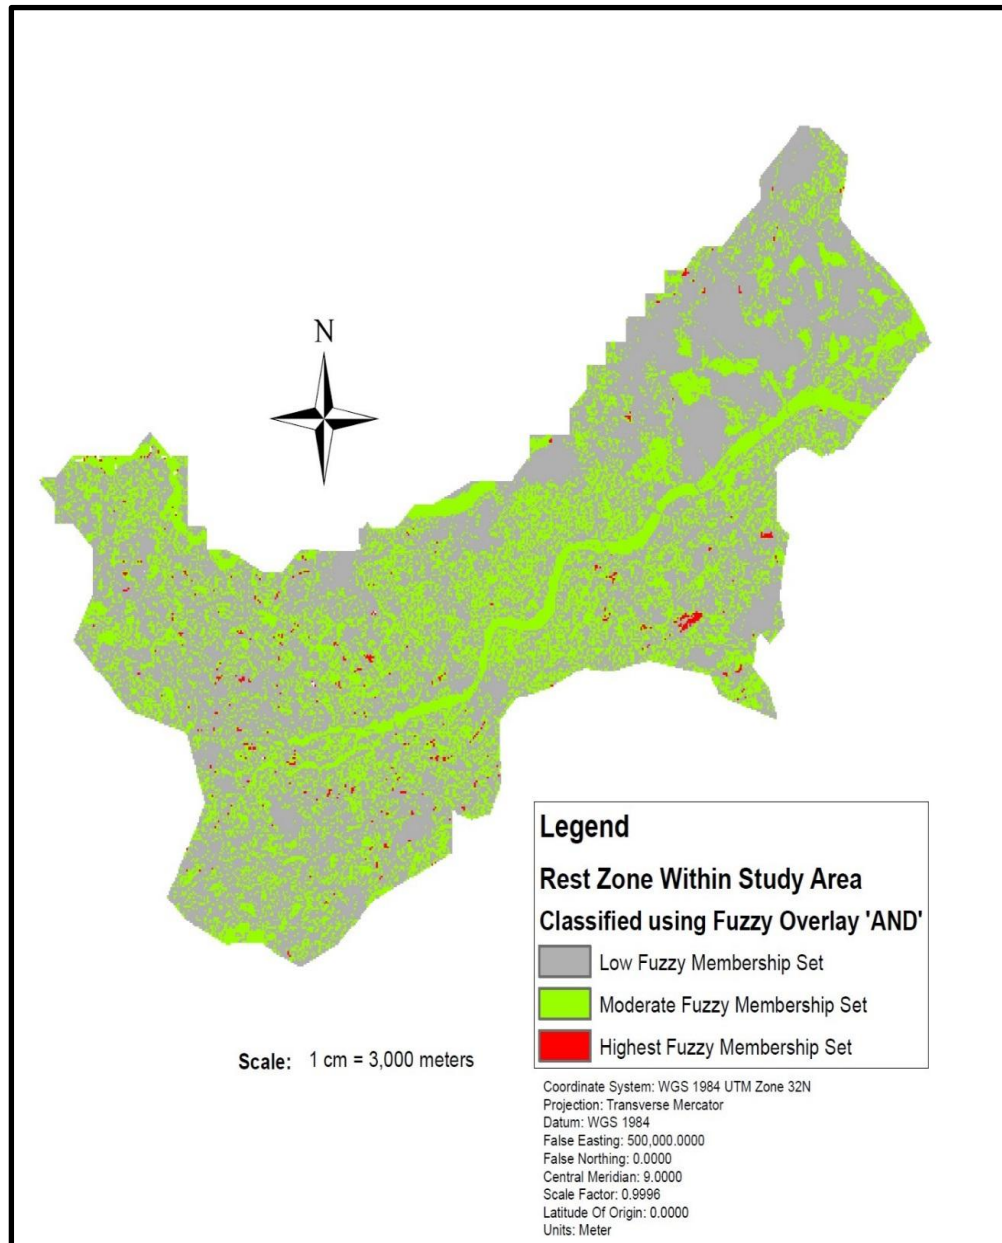 N
Legend
Rest Zone Within Study Area
Classified using Fuzzy Overlay 'AND'
Low Fuzzy Membership Set
Moderate Fuzzy Membership Set
Highest Fuzzy Membership Set
Scale: 1 cm = 3,000 meters
Coordinate System: WGS 1984 UTM Zone 32N
Projection: Transverse Mercator
Datum: WGS 1984
False Easting: 500,000.0000
False Northing: 0.0000
Central Meridian: 9.0000
Scale Factor: 0.9996
Latitude Of Origin: 0.0000
Units: Meter